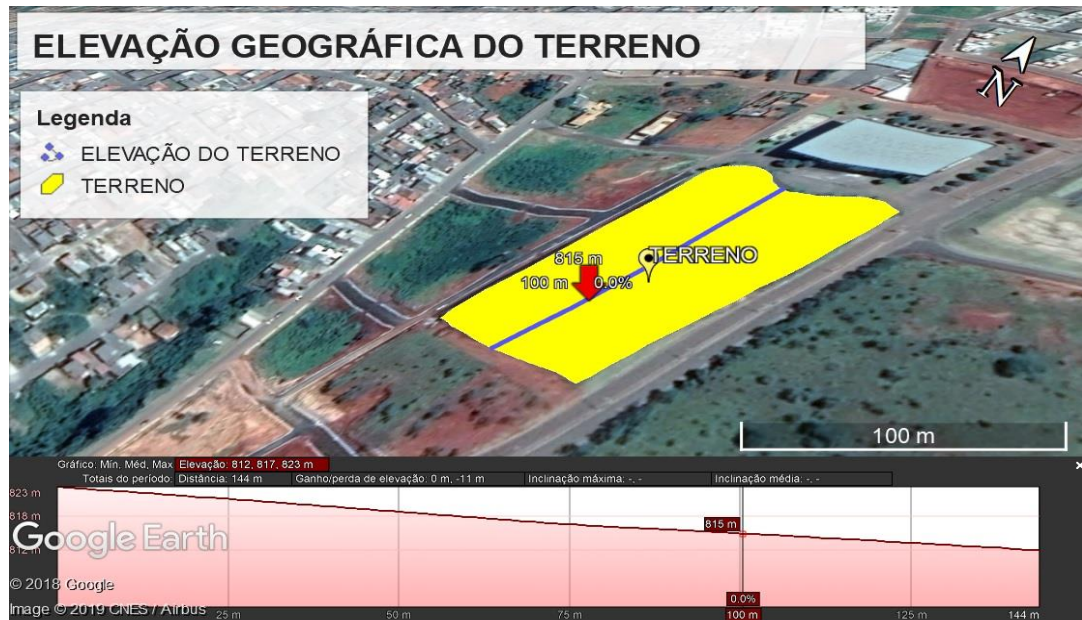 ELEVAÇÃO GEOGRÁFICA DO TERRENO
N
Legenda
ELEVAÇÃO DO TERRENO
TERRENO
815 m
TERRENO
100 m 0.0%
100 m
Gráfico: Mín, Méd, Max Elevação: 812, 817, 823 m
Totais do período: Distância: 144 m Ganho/perda de elevação: 0 m, -11 m Inclinação máxima: -, - Inclinação média: -, -
823 m
818 m
815 m
812 m
Google Earth
© 2018 Google
Image © 2019 CNES / Airbus
0.0%
25 m 50 m 75 m 100 m 125 m 144 m